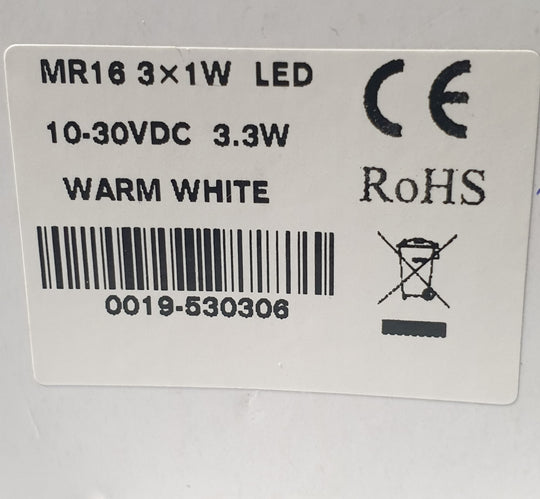 MR16 3×1W LED
10-30VDC 3.3W
WARM WHITE
0019-530306
CE
RoHS